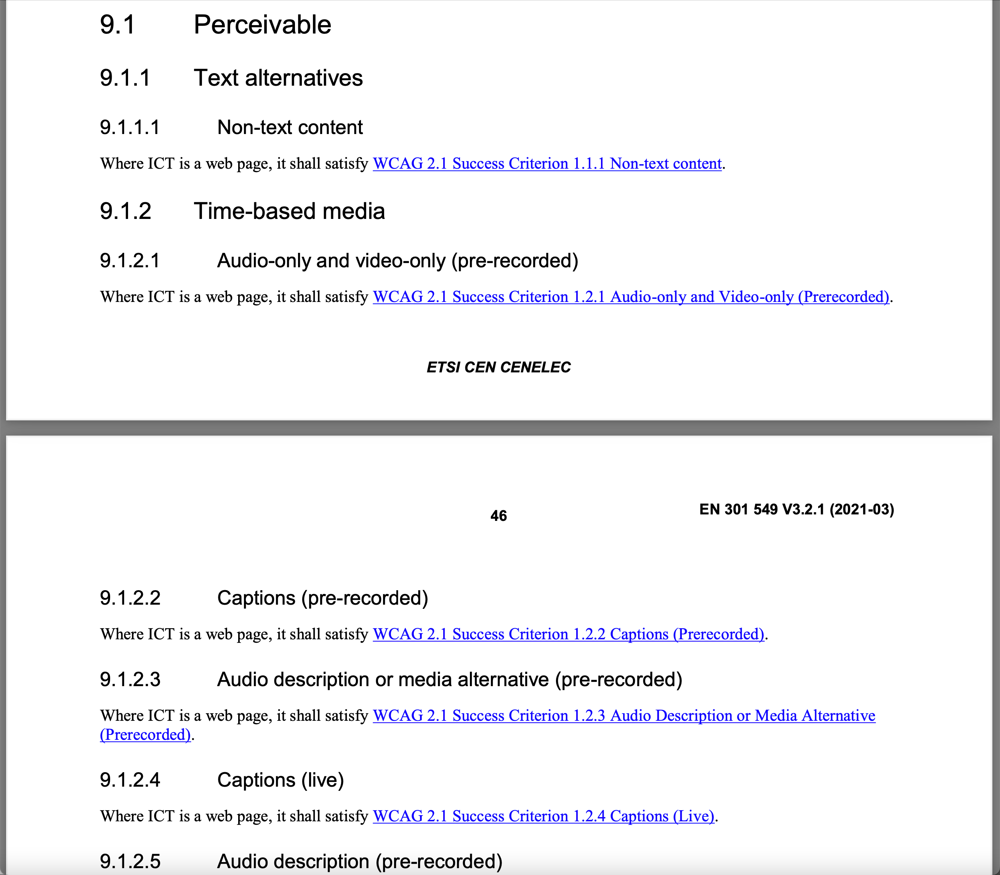 9.1 Perceivable
9.1.1 Text alternatives
9.1.1.1 Non-text content
Where ICT is a web page, it shall satisfy WCAG 2.1 Success Criterion 1.1.1 Non-text content.
9.1.2 Time-based media
9.1.2.1 Audio-only and video-only (pre-recorded)
Where ICT is a web page, it shall satisfy WCAG 2.1 Success Criterion 1.2.1 Audio-only and Video-only (Prerecorded).
ETSI CEN CENELEC
46 EN 301 549 V3.2.1 (2021-03)
9.1.2.2 Captions (pre-recorded)
Where ICT is a web page, it shall satisfy WCAG 2.1 Success Criterion 1.2.2 Captions (Prerecorded).
9.1.2.3 Audio description or media alternative (pre-recorded)
Where ICT is a web page, it shall satisfy WCAG 2.1 Success Criterion 1.2.3 Audio Description or Media Alternative
(Prerecorded).
9.1.2.4 Captions (live)
Where ICT is a web page, it shall satisfy WCAG 2.1 Success Criterion 1.2.4 Captions (Live).
9.1.2.5 Audio description (pre-recorded)